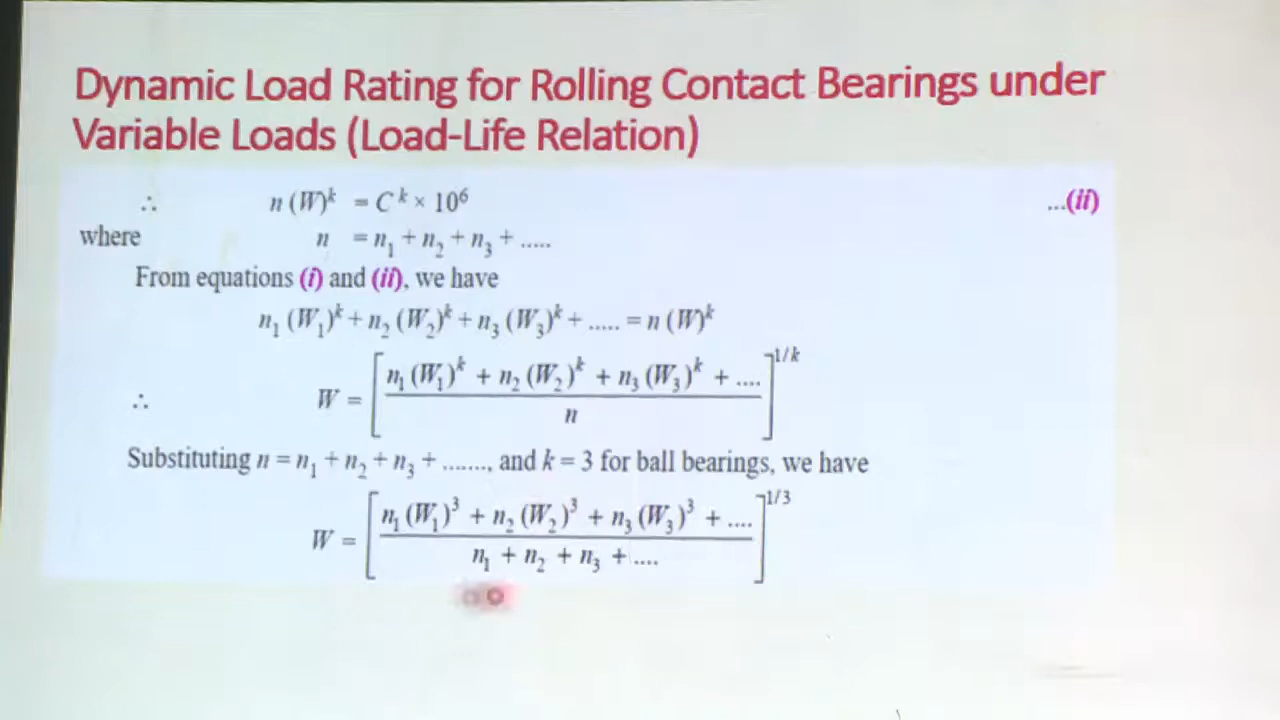 Dynamic Load Rating for Rolling Contact Bearings under
Variable Loads (Load-Life Relation)
∴ n (W)ᵏ = Cᵏ × 10⁶ ...(ii)
where n = n₁ + n₂ + n₃ + .....
From equations (i) and (ii), we have
n₁ (W₁)ᵏ + n₂ (W₂)ᵏ + n₃ (W₃)ᵏ + ..... = n (W)ᵏ
∴ W = [ (n₁ (W₁)ᵏ + n₂ (W₂)ᵏ + n₃ (W₃)ᵏ + ....) / n ]^1/k
Substituting n = n₁ + n₂ + n₃ + ......., and k = 3 for ball bearings, we have
W = [ (n₁ (W₁)³ + n₂ (W₂)³ + n₃ (W₃)³ + ....) / (n₁ + n₂ + n₃ + ....) ]^1/3